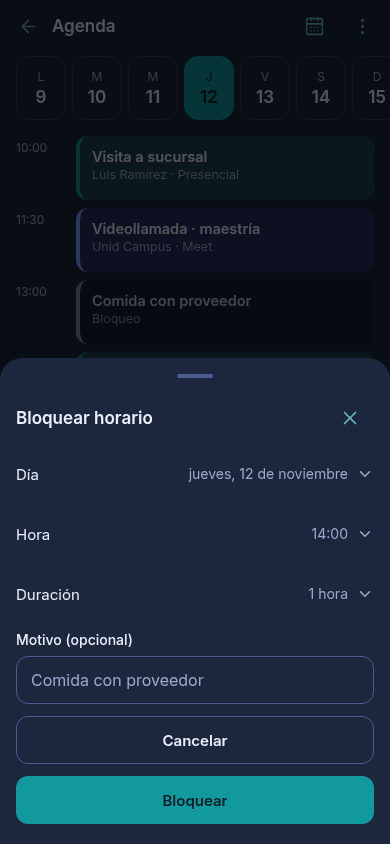 Agenda
L M M J V S D
9 10 11 12 13 14 15
10:00
Visita a sucursal
Luis Ramírez · Presencial
11:30
Videollamada · maestría
Unid Campus · Meet
13:00
Comida con proveedor
Bloqueo
Bloquear horario
Día jueves, 12 de noviembre
Hora 14:00
Duración 1 hora
Motivo (opcional)
Comida con proveedor
Cancelar
Bloquear